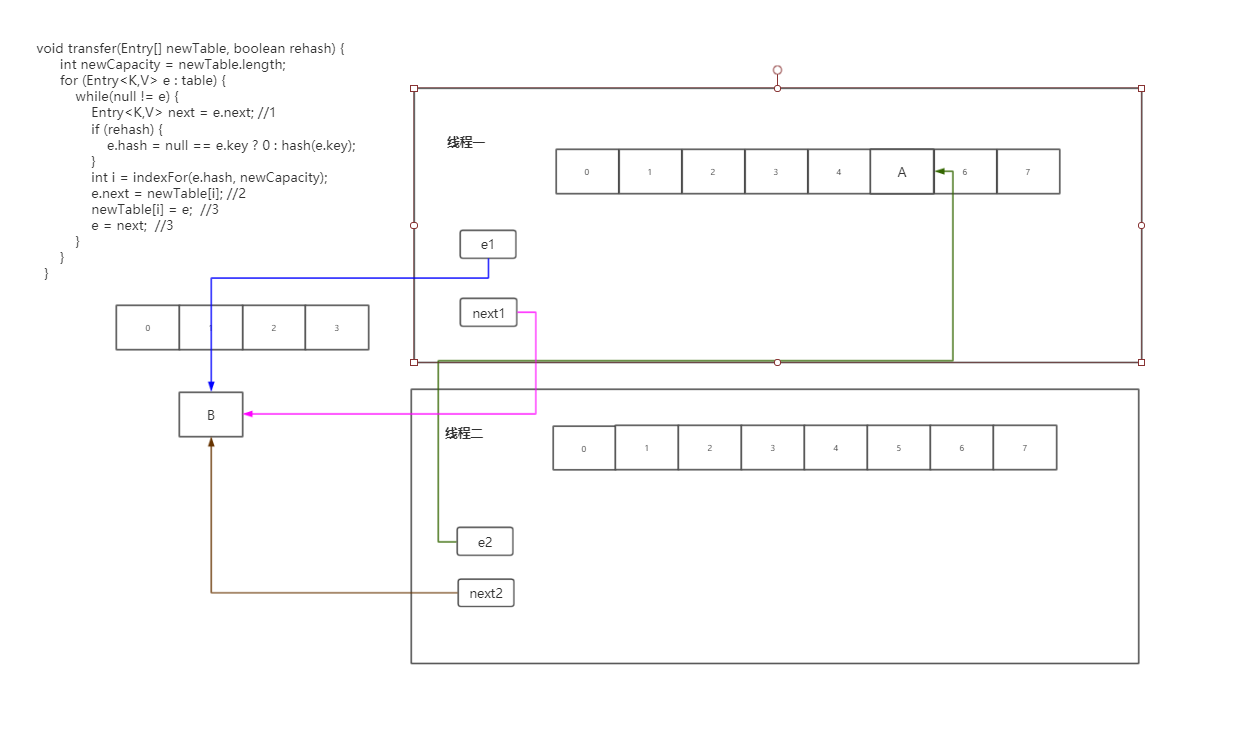 void transfer(Entry[] newTable, boolean rehash) {
int newCapacity = newTable.length;
for (Entry<K,V> e : table) {
while(null != e) {
Entry<K,V> next = e.next; //1
if (rehash) {
e.hash = null == e.key ? 0 : hash(e.key);
}
int i = indexFor(e.hash, newCapacity);
e.next = newTable[i]; //2
newTable[i] = e;  //3
e = next;  //3
}
}
}
线程一
0 1 2 3 4 A 6 7
e1
next1
0 1 2 3
B
线程二
0 1 2 3 4 5 6 7
e2
next2